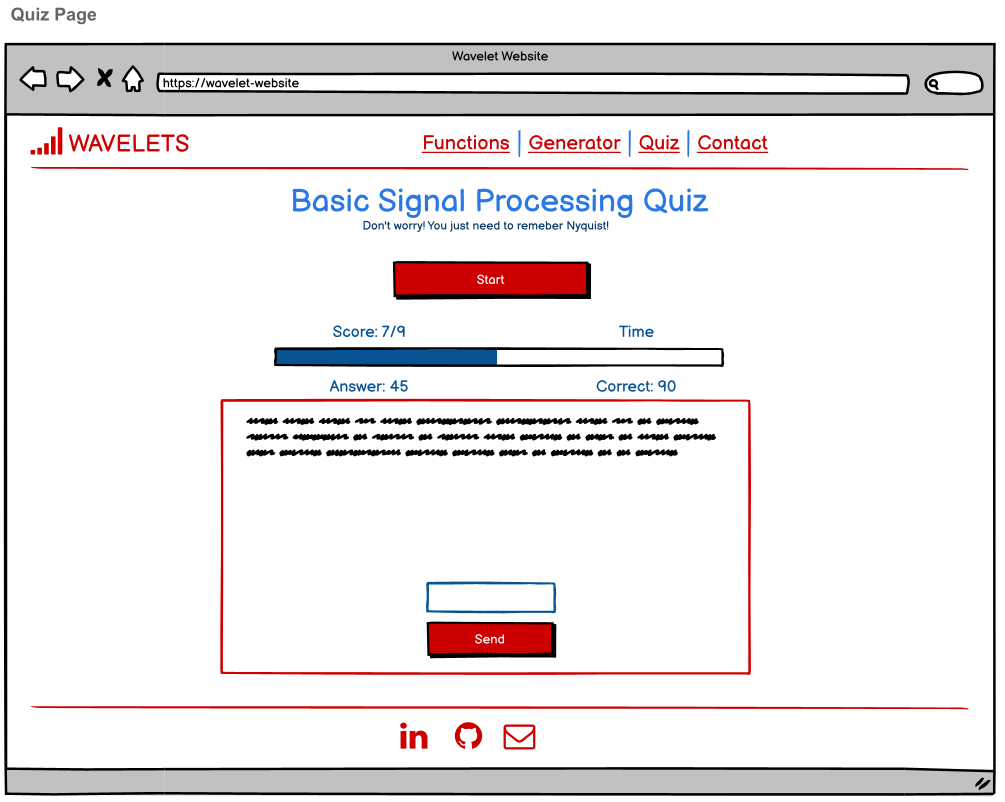 Quiz Page
Wavelet Website
https://wavelet-website
WAVELETS
Functions | Generator | Quiz | Contact
Basic Signal Processing Quiz
Don't worry! You just need to remeber Nyquist!
Start
Score: 7/9 Time
Answer: 45 Correct: 90
Send
in